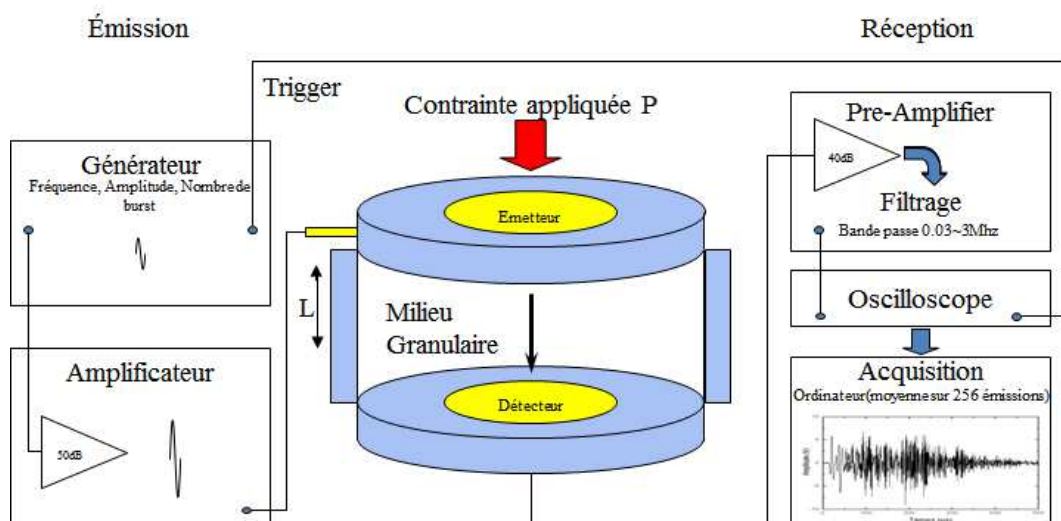 Émission
Réception
Trigger
Contrainte appliquée P
Générateur
Fréquence, Amplitude, Nombre de
burst
Amplificateur
50dB
Emetteur
L
Milieu
Granulaire
Détecteur
Pre-Amplifier
40dB
Filtrage
Bande passe 0.03~3Mhz
Oscilloscope
Acquisition
Ordinateur(moyenne sur 256 émissions)